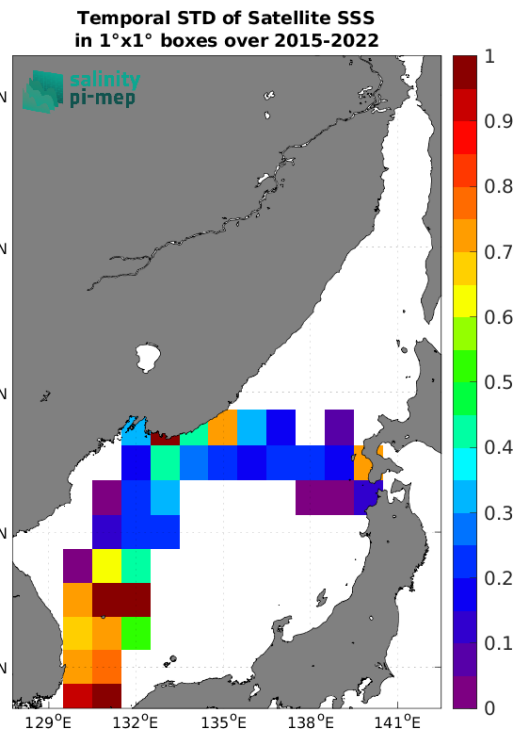 Temporal STD of Satellite SSS
in 1°x1° boxes over 2015-2022
salinity
pi-mep
N
N
N
N
N
1
0.9
0.8
0.7
0.6
0.5
0.4
0.3
0.2
0.1
0
129°E 132°E 135°E 138°E 141°E